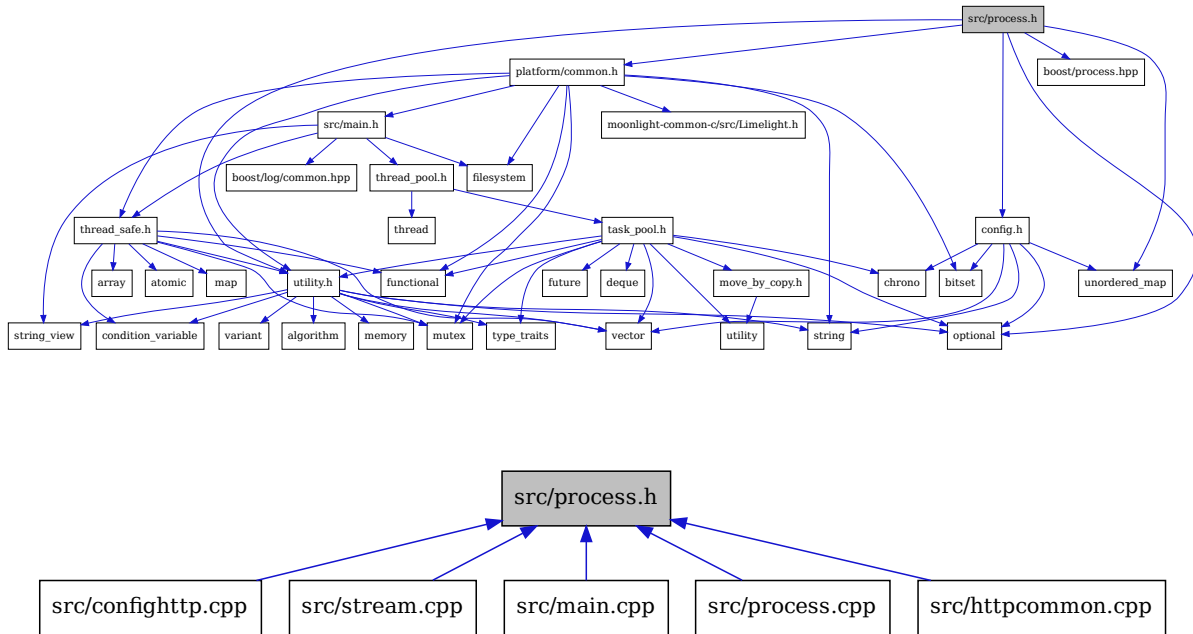 src/process.h
platform/common.h
boost/process.hpp
src/main.h
moonlight-common-c/src/Limelight.h
boost/log/common.hpp
thread_pool.h
filesystem
thread_safe.h
thread
task_pool.h
config.h
array
atomic
map
utility.h
functional
future
deque
move_by_copy.h
chrono
bitset
unordered_map
string_view
condition_variable
variant
algorithm
memory
mutex
type_traits
vector
utility
string
optional
src/process.h
src/confighttp.cpp
src/stream.cpp
src/main.cpp
src/process.cpp
src/httpcommon.cpp